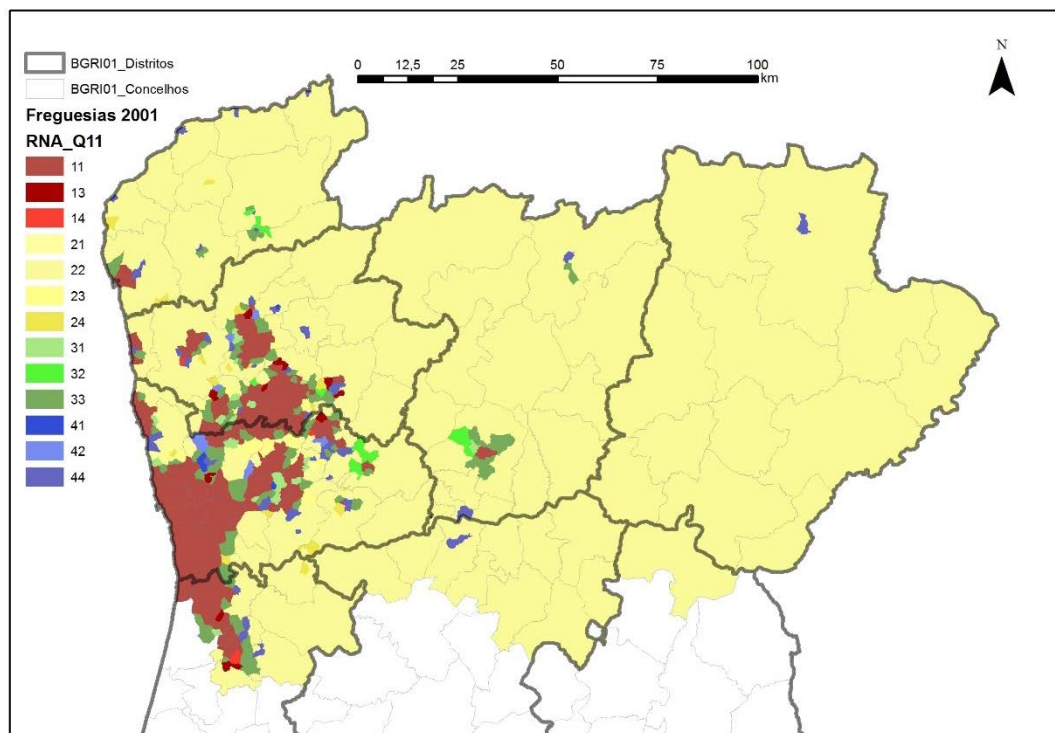 BGRI01_Distritos
BGRI01_Concelhos
Freguesias 2001
RNA_Q11
11
13
14
21
22
23
24
31
32
33
41
42
44
0 12,5 25 50 75 100
km
N